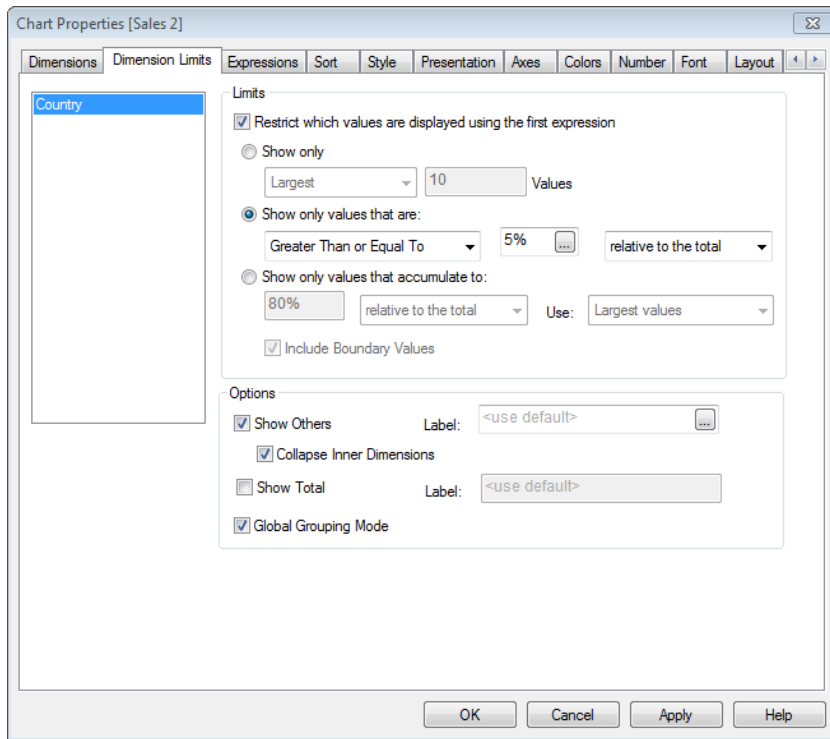 Chart Properties [Sales 2]
Dimensions Dimension Limits Expressions Sort Style Presentation Axes Colors Number Font Layout
Country
Limits
Restrict which values are displayed using the first expression
Show only
Largest 10 Values
Show only values that are:
Greater Than or Equal To 5% ... relative to the total
Show only values that accumulate to:
80% relative to the total Use: Largest values
Include Boundary Values
Options
Show Others Label: <use default> ...
Collapse Inner Dimensions
Show Total Label: <use default>
Global Grouping Mode
OK Cancel Apply Help